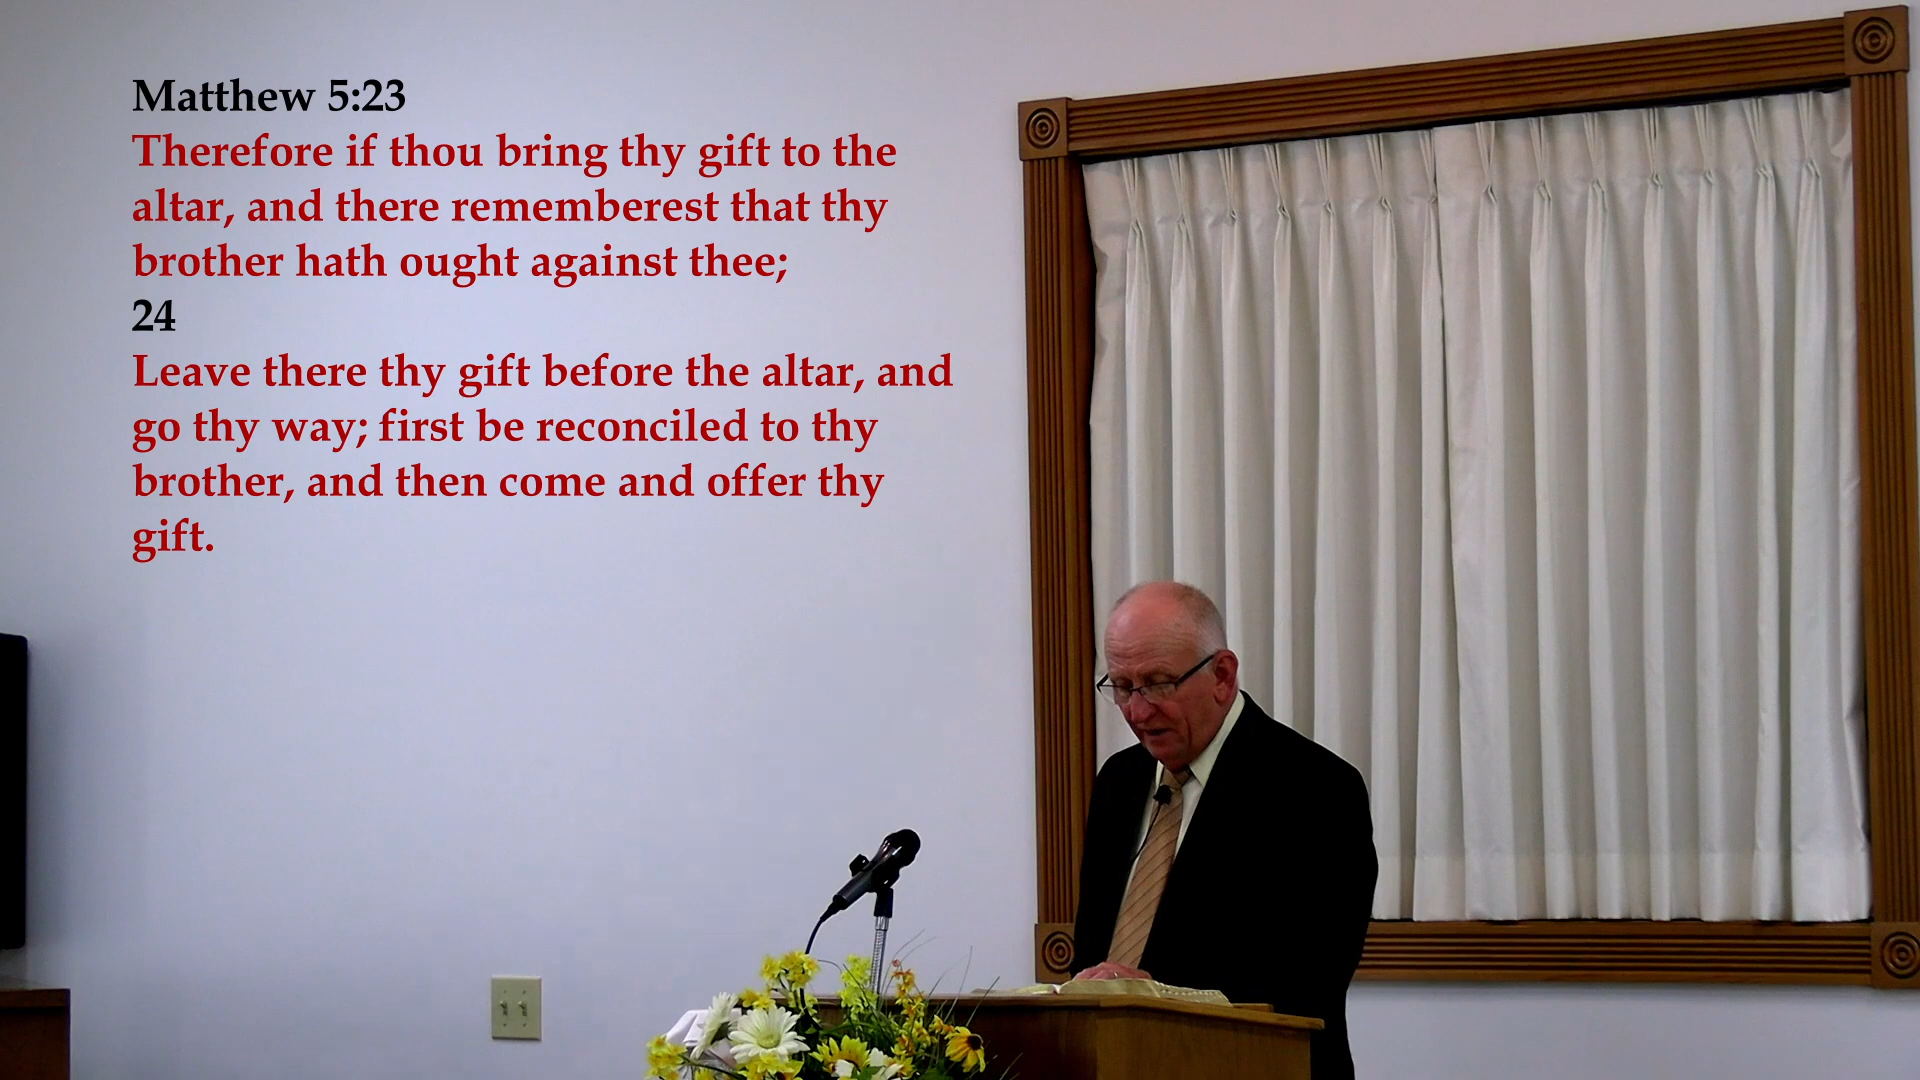 Matthew 5:23
Therefore if thou bring thy gift to the
altar, and there rememberest that thy
brother hath ought against thee;
24
Leave there thy gift before the altar, and
go thy way; first be reconciled to thy
brother, and then come and offer thy
gift.